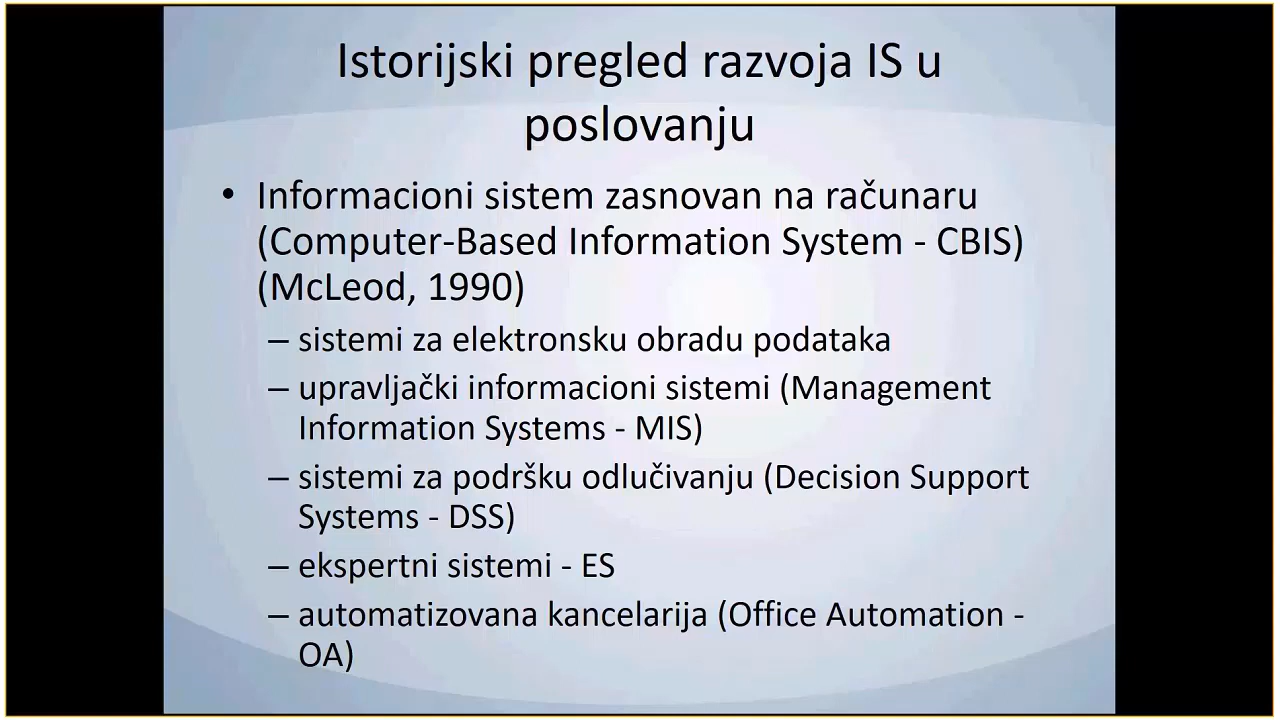 Istorijski pregled razvoja IS u
poslovanju
• Informacioni sistem zasnovan na računaru
(Computer-Based Information System - CBIS)
(McLeod, 1990)
– sistemi za elektronsku obradu podataka
– upravljački informacioni sistemi (Management
Information Systems - MIS)
– sistemi za podršku odlučivanju (Decision Support
Systems - DSS)
– ekspertni sistemi - ES
– automatizovana kancelarija (Office Automation -
OA)